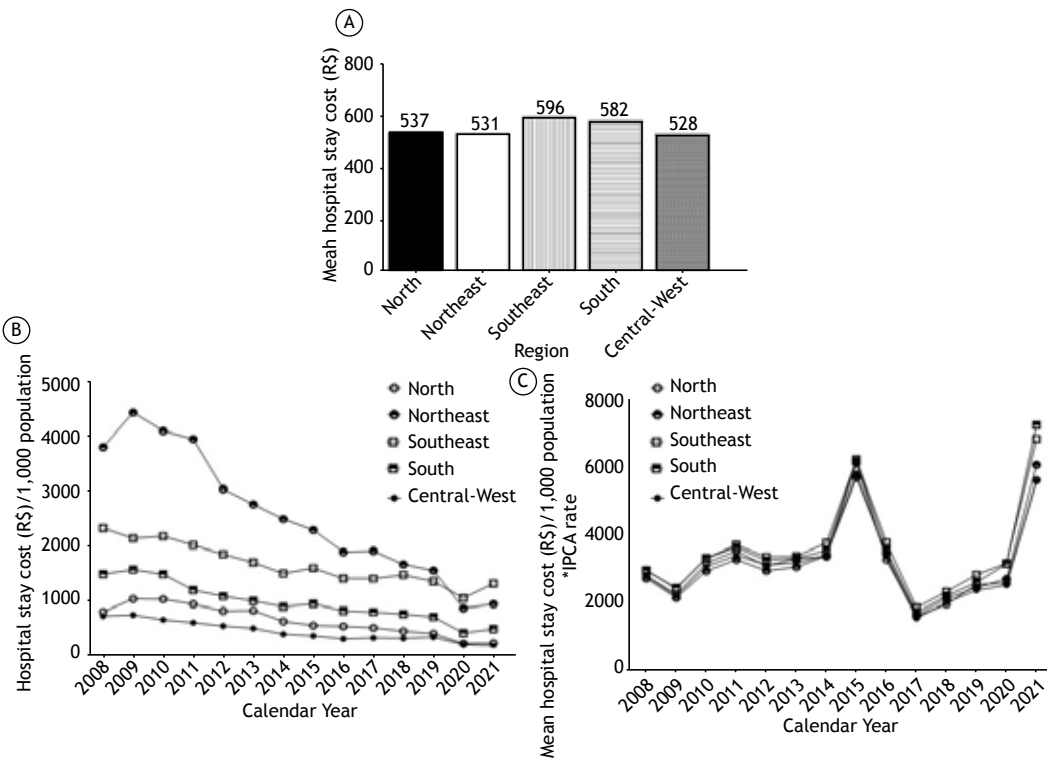 A
Meah hospital stay cost (R$)
800
600
400
200
0
537
531
596
582
528
North
Northeast
Southeast
South
Central-West
Region
B
Hospital stay cost (R$)/1,000 population
5000
4000
3000
2000
1000
0
North
Northeast
Southeast
South
Central-West
2008
2009
2010
2011
2012
2013
2014
2015
2016
2017
2018
2019
2020
2021
Calendar Year
C
Mean hospital stay cost (R$)/1,000 population
*IPCA rate
8000
6000
4000
2000
0
North
Northeast
Southeast
South
Central-West
2008
2009
2010
2011
2012
2013
2014
2015
2016
2017
2018
2019
2020
2021
Calendar Year